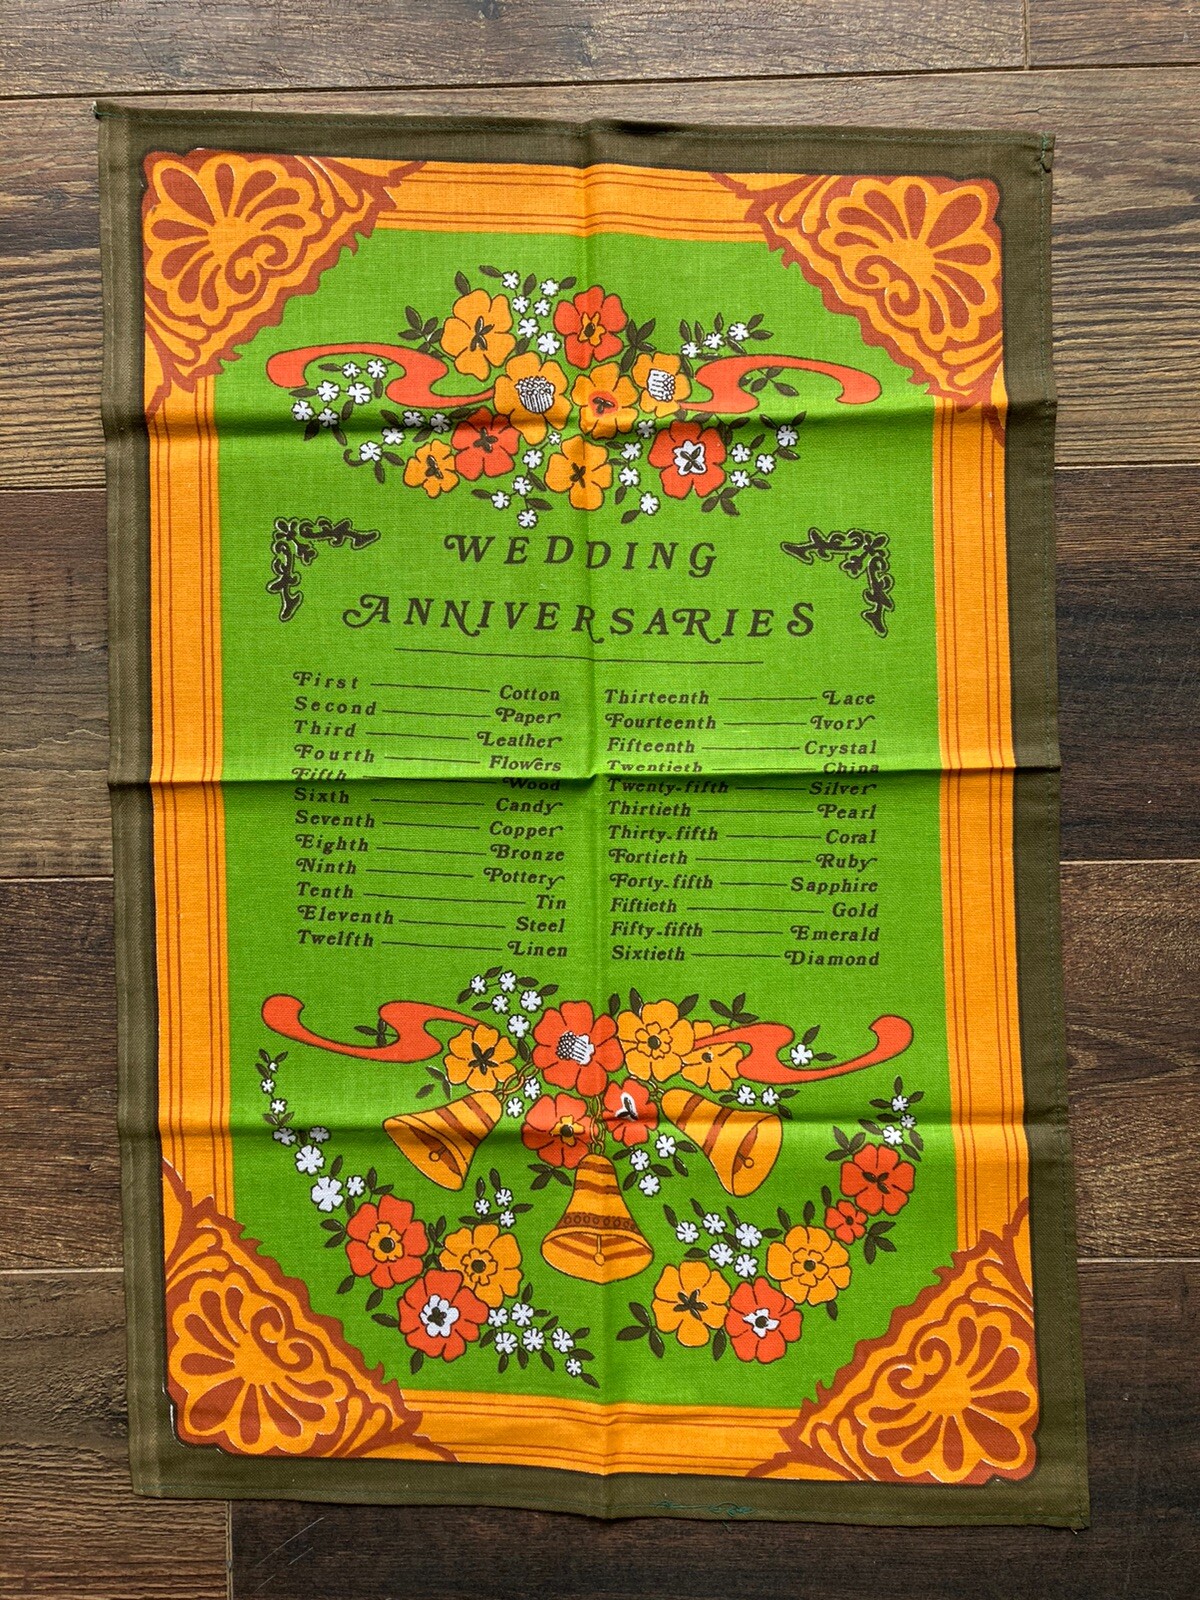 WEDDING
ANNIVERSARIES
First Cotton
Second Paper
Third Leather
Fourth Flowers
Fifth Wood
Sixth Candy
Seventh Copper
Eighth Bronze
Ninth Pottery
Tenth Tin
Eleventh Steel
Twelfth Linen
Thirteenth Lace
Fourteenth Ivory
Fifteenth Crystal
Twentieth China
Twenty-fifth Silver
Thirtieth Pearl
Thirty-fifth Coral
Fortieth Ruby
Forty-fifth Sapphire
Fiftieth Gold
Fifty-fifth Emerald
Sixtieth Diamond